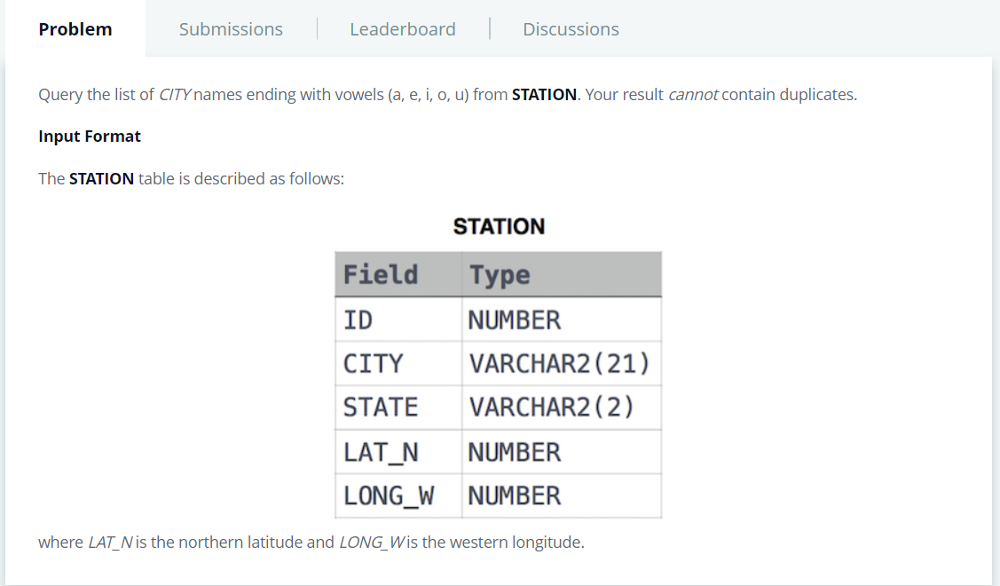 Problem Submissions Leaderboard Discussions
Query the list of CITY names ending with vowels (a, e, i, o, u) from STATION. Your result cannot contain duplicates.
Input Format
The STATION table is described as follows:
STATION
Field Type
ID NUMBER
CITY VARCHAR2(21)
STATE VARCHAR2(2)
LAT_N NUMBER
LONG_W NUMBER
where LAT_N is the northern latitude and LONG_W is the western longitude.